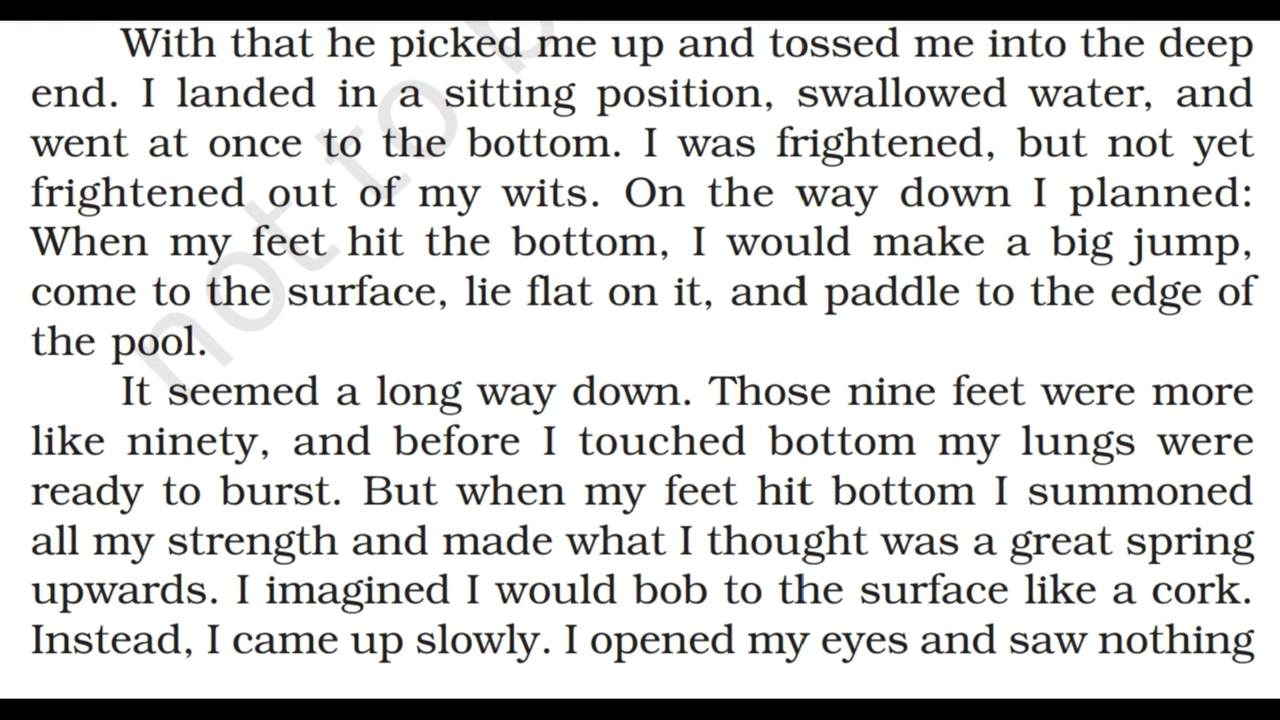 With that he picked me up and tossed me into the deep
end. I landed in a sitting position, swallowed water, and
went at once to the bottom. I was frightened, but not yet
frightened out of my wits. On the way down I planned:
When my feet hit the bottom, I would make a big jump,
come to the surface, lie flat on it, and paddle to the edge of
the pool.
It seemed a long way down. Those nine feet were more
like ninety, and before I touched bottom my lungs were
ready to burst. But when my feet hit bottom I summoned
all my strength and made what I thought was a great spring
upwards. I imagined I would bob to the surface like a cork.
Instead, I came up slowly. I opened my eyes and saw nothing
not to b